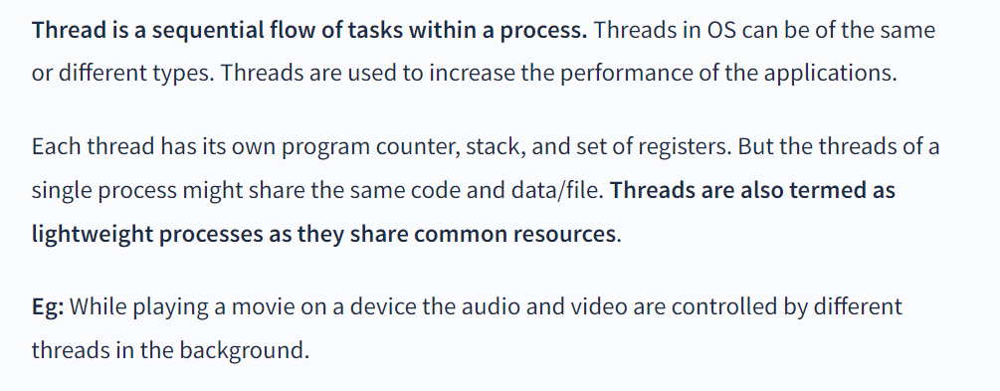 Thread is a sequential flow of tasks within a process. Threads in OS can be of the same
or different types. Threads are used to increase the performance of the applications.
Each thread has its own program counter, stack, and set of registers. But the threads of a
single process might share the same code and data/file. Threads are also termed as
lightweight processes as they share common resources.
Eg: While playing a movie on a device the audio and video are controlled by different
threads in the background.